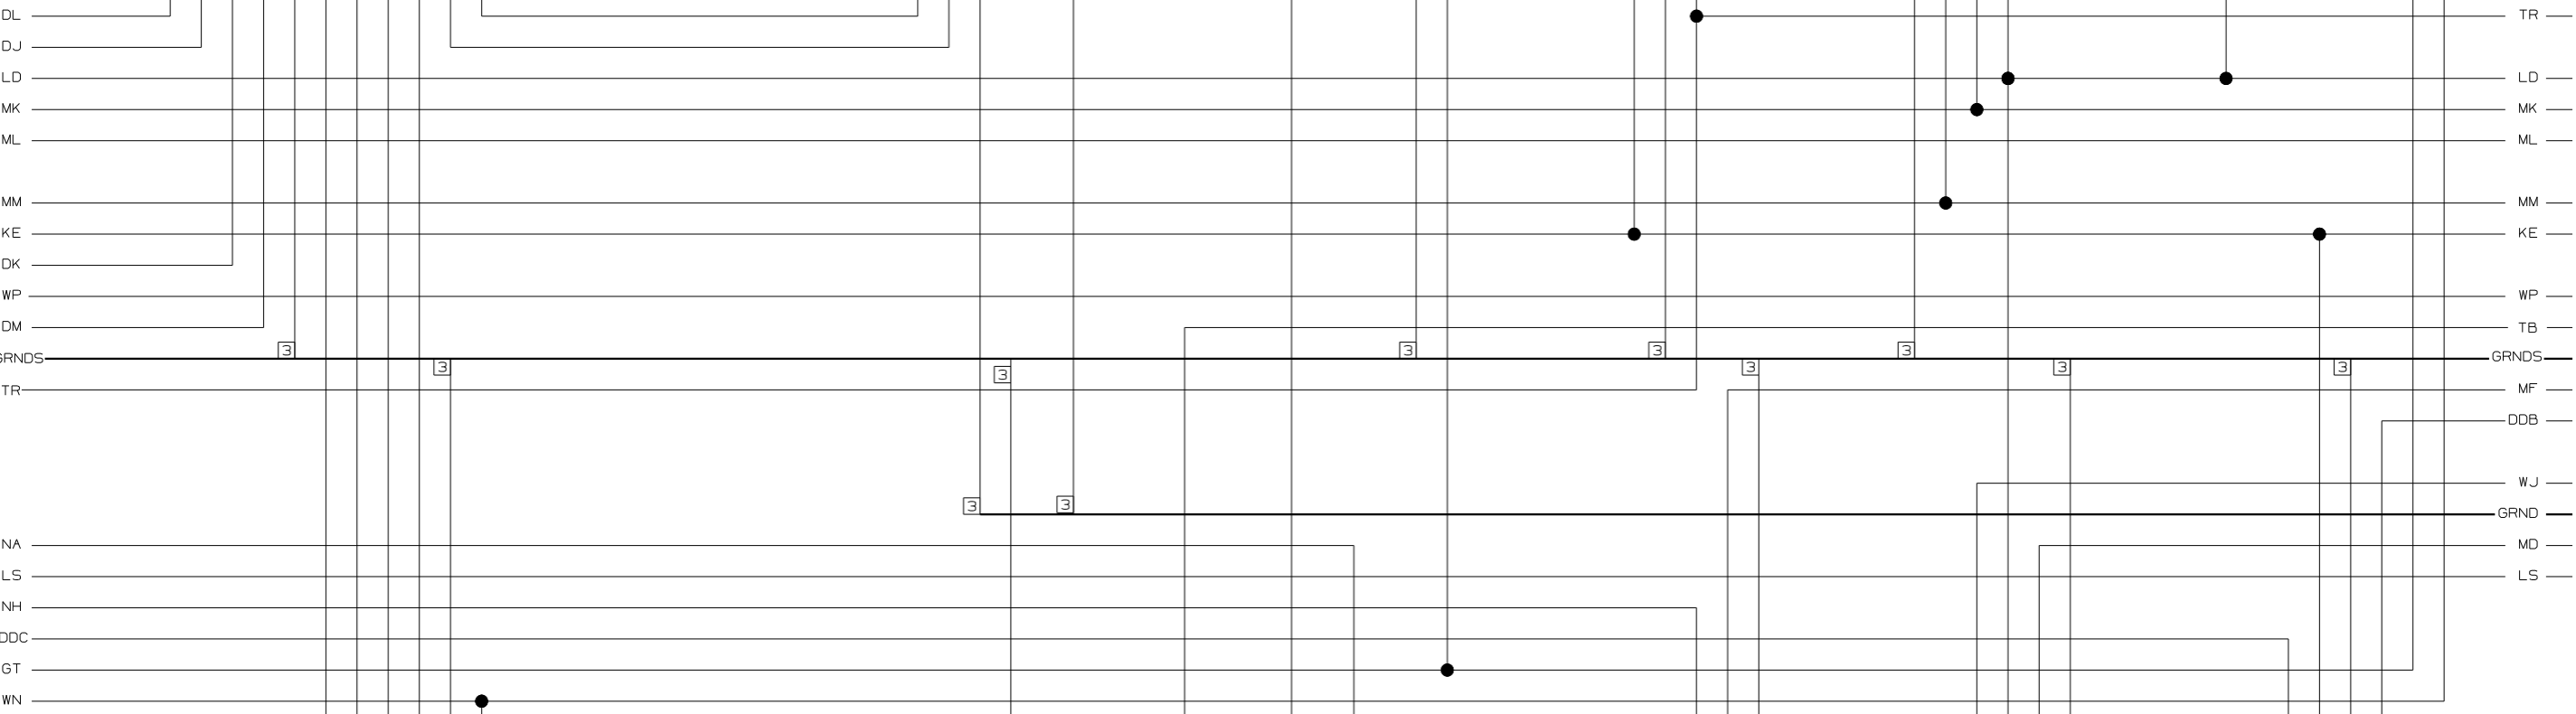 DL TR
DJ
LD LD
MK MK
ML ML
MM MM
KE KE
DK
WP WP
DM TB
3 3 3 3
GRNDS GRNDS
3 3 3 3 3
TR MF
DDB
WJ
3 3
GRND
NA MD
LS LS
NH
DDC
GT
WN